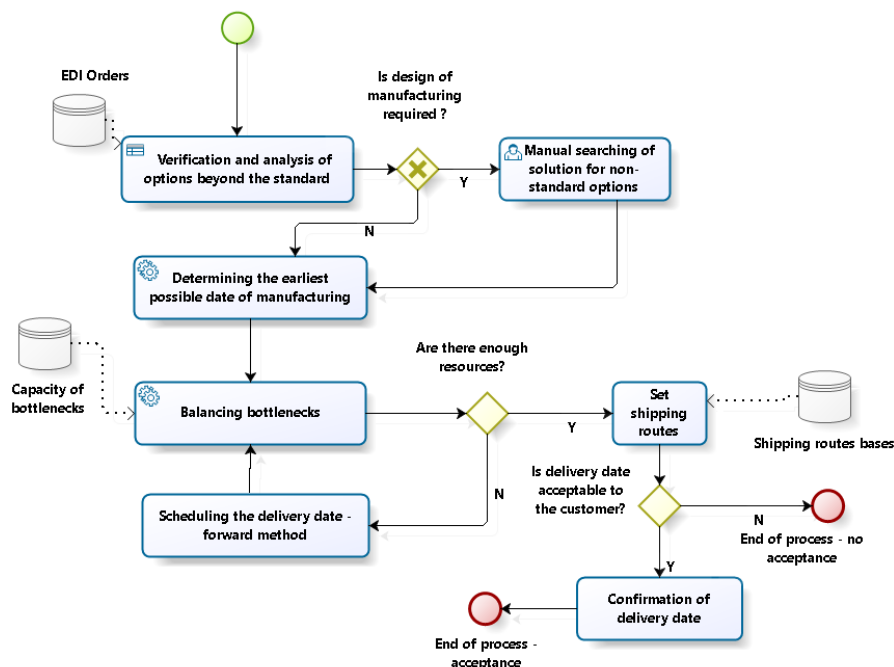 EDI Orders
Is design of
manufacturing
required ?
Verification and analysis of
options beyond the standard
Y
Manual searching of
solution for non-
standard options
N
Determining the earliest
possible date of manufacturing
Are there enough
resources?
Capacity of
bottlenecks
Balancing bottlenecks
Y
Set
shipping
routes
Shipping routes bases
Is delivery date
acceptable to
the customer?
N
Scheduling the delivery date -
forward method
N
End of process - no
acceptance
Y
Confirmation of
delivery date
End of process -
acceptance